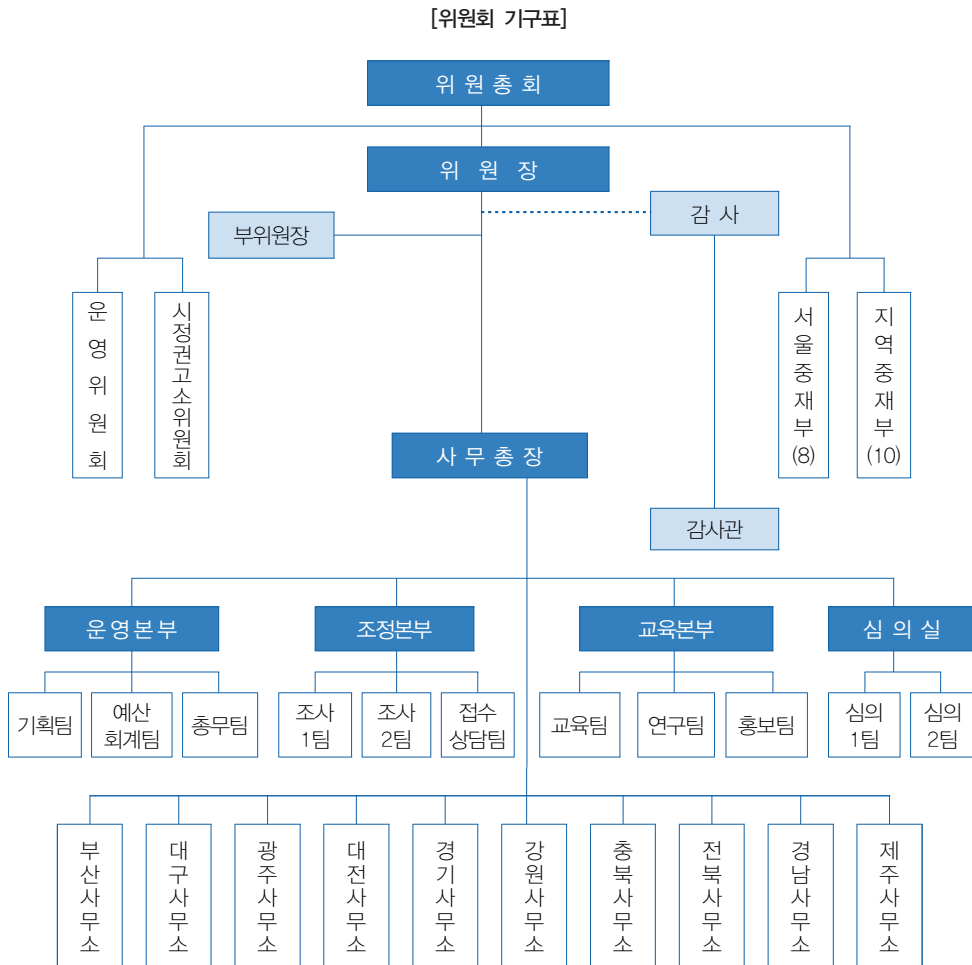 [위원회 기구표]
위원총회
위원장
감사
부위원장
운영위원회
시정권고소위원회
서울중재부(8)
지역중재부(10)
사무총장
감사관
운영본부
조정본부
교육본부
심의실
기획팀
예산
회계팀
총무팀
조사
1팀
조사
2팀
접수
상담팀
교육팀
연구팀
홍보팀
심의
1팀
심의
2팀
부산사무소
대구사무소
광주사무소
대전사무소
경기사무소
강원사무소
충북사무소
전북사무소
경남사무소
제주사무소